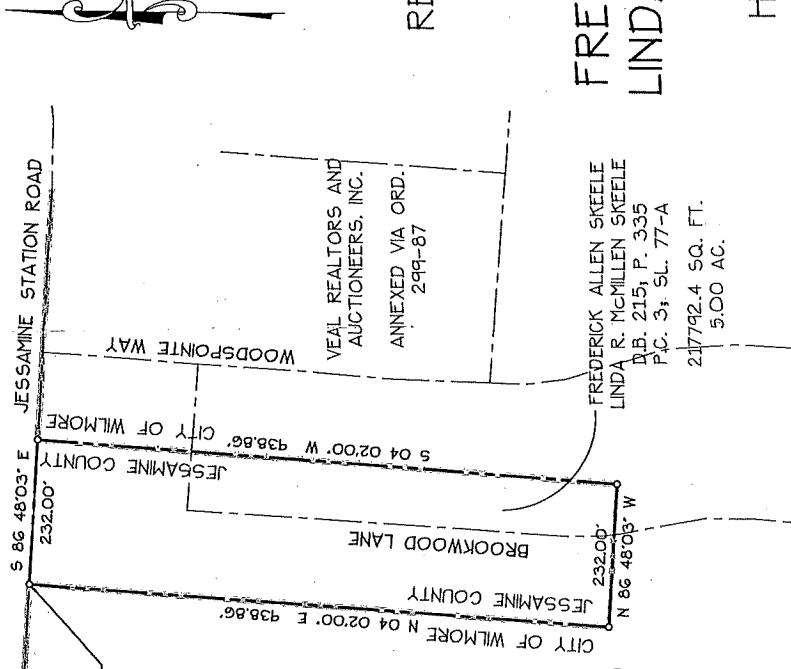 RE
FRE
LINDA
H
S 86 48'03" E
232.00'
JESSAMINE STATION ROAD
CITY OF WILMORE
JESSAMINE COUNTY
S 04 02'00" W 938.86'
WOODSPOINTE WAY
VEAL REALTORS AND
AUCTIONEERS, INC.
ANNEXED VIA ORD.
299-87
BROOKWOOD LANE
FREDERICK ALLEN SKEELE
LINDA R. McMILLEN SKEELE
D.B. 215, P. 335
P.C. 3, SL. 77-A
217792.4 SQ. FT.
5.00 AC.
232.00'
N 86 48'03" W
JESSAMINE COUNTY
CITY OF WILMORE
N 04 02'00" E 938.86'